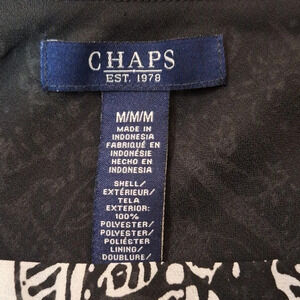 CHAPS
EST. 1978
M/M/M
MADE IN
INDONESIA
FABRIQUÉ EN
INDONÉSIE
HECHO EN
INDONESIA
SHELL/
EXTÉRIEUR/
TELA
EXTERIOR:
100%
POLYESTER/
POLYESTER/
POLIÉSTER
LINING/
DOUBLURE/